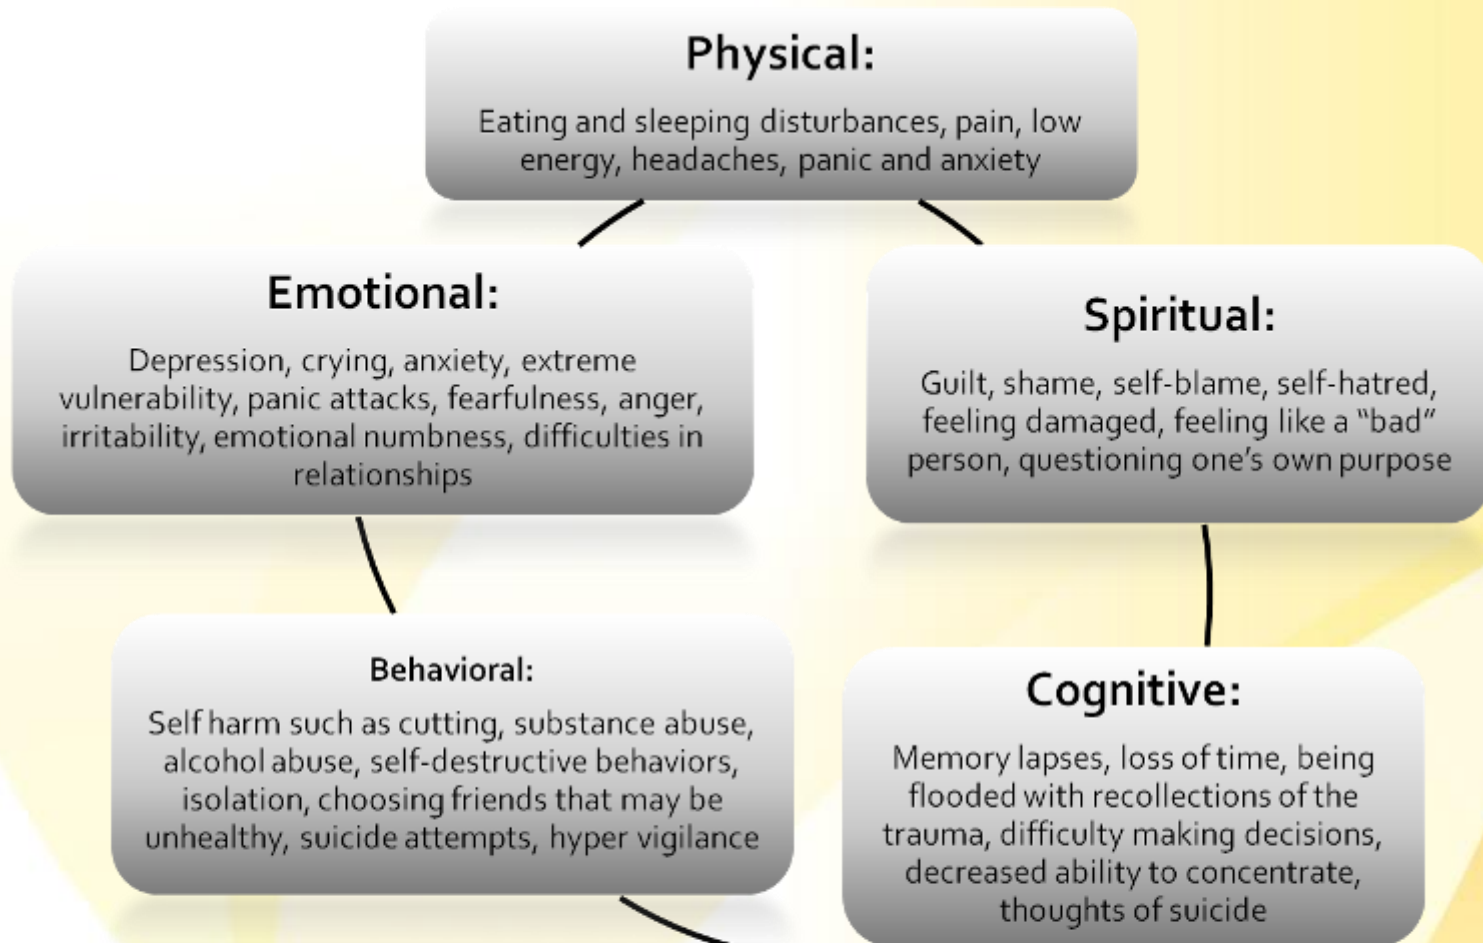 Physical:
Eating and sleeping disturbances, pain, low
energy, headaches, panic and anxiety
Emotional:
Depression, crying, anxiety, extreme
vulnerability, panic attacks, fearfulness, anger,
irritability, emotional numbness, difficulties in
relationships
Spiritual:
Guilt, shame, self-blame, self-hatred,
feeling damaged, feeling like a “bad”
person, questioning one’s own purpose
Behavioral:
Self harm such as cutting, substance abuse,
alcohol abuse, self-destructive behaviors,
isolation, choosing friends that may be
unhealthy, suicide attempts, hyper vigilance
Cognitive:
Memory lapses, loss of time, being
flooded with recollections of the
trauma, difficulty making decisions,
decreased ability to concentrate,
thoughts of suicide